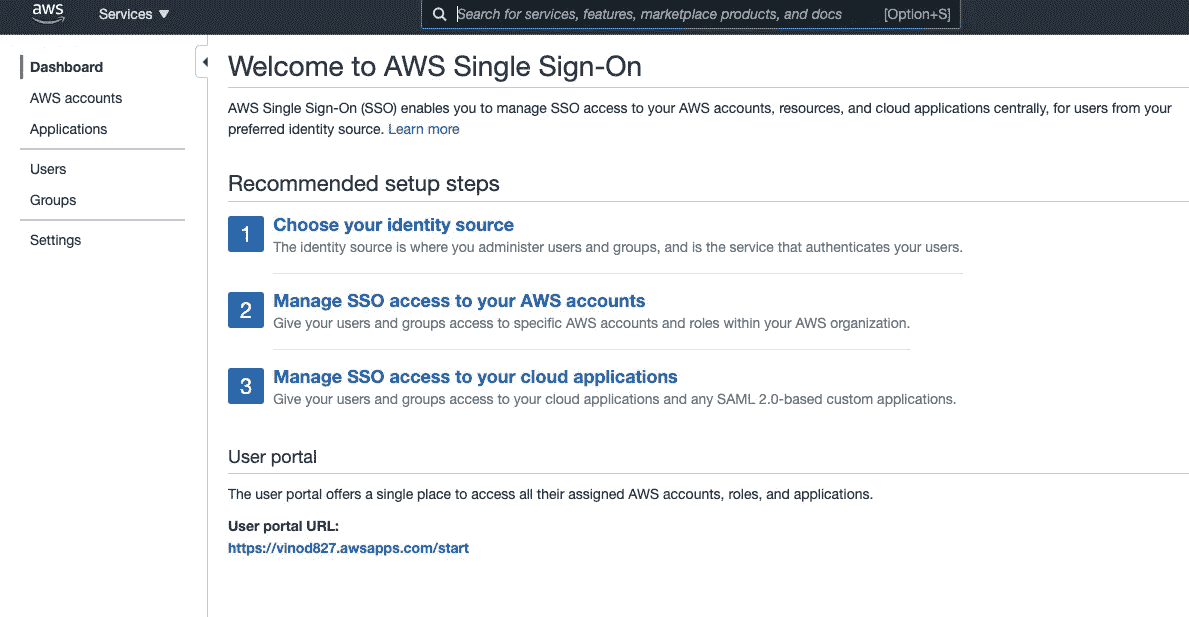 aws Services ▼ Search for services, features, marketplace products, and docs [Option+S]
Dashboard
AWS accounts
Applications
Users
Groups
Settings
Welcome to AWS Single Sign-On
AWS Single Sign-On (SSO) enables you to manage SSO access to your AWS accounts, resources, and cloud applications centrally, for users from your
preferred identity source. Learn more
Recommended setup steps
1 Choose your identity source
The identity source is where you administer users and groups, and is the service that authenticates your users.
2 Manage SSO access to your AWS accounts
Give your users and groups access to specific AWS accounts and roles within your AWS organization.
3 Manage SSO access to your cloud applications
Give your users and groups access to your cloud applications and any SAML 2.0-based custom applications.
User portal
The user portal offers a single place to access all their assigned AWS accounts, roles, and applications.
User portal URL:
https://vinod827.awsapps.com/start